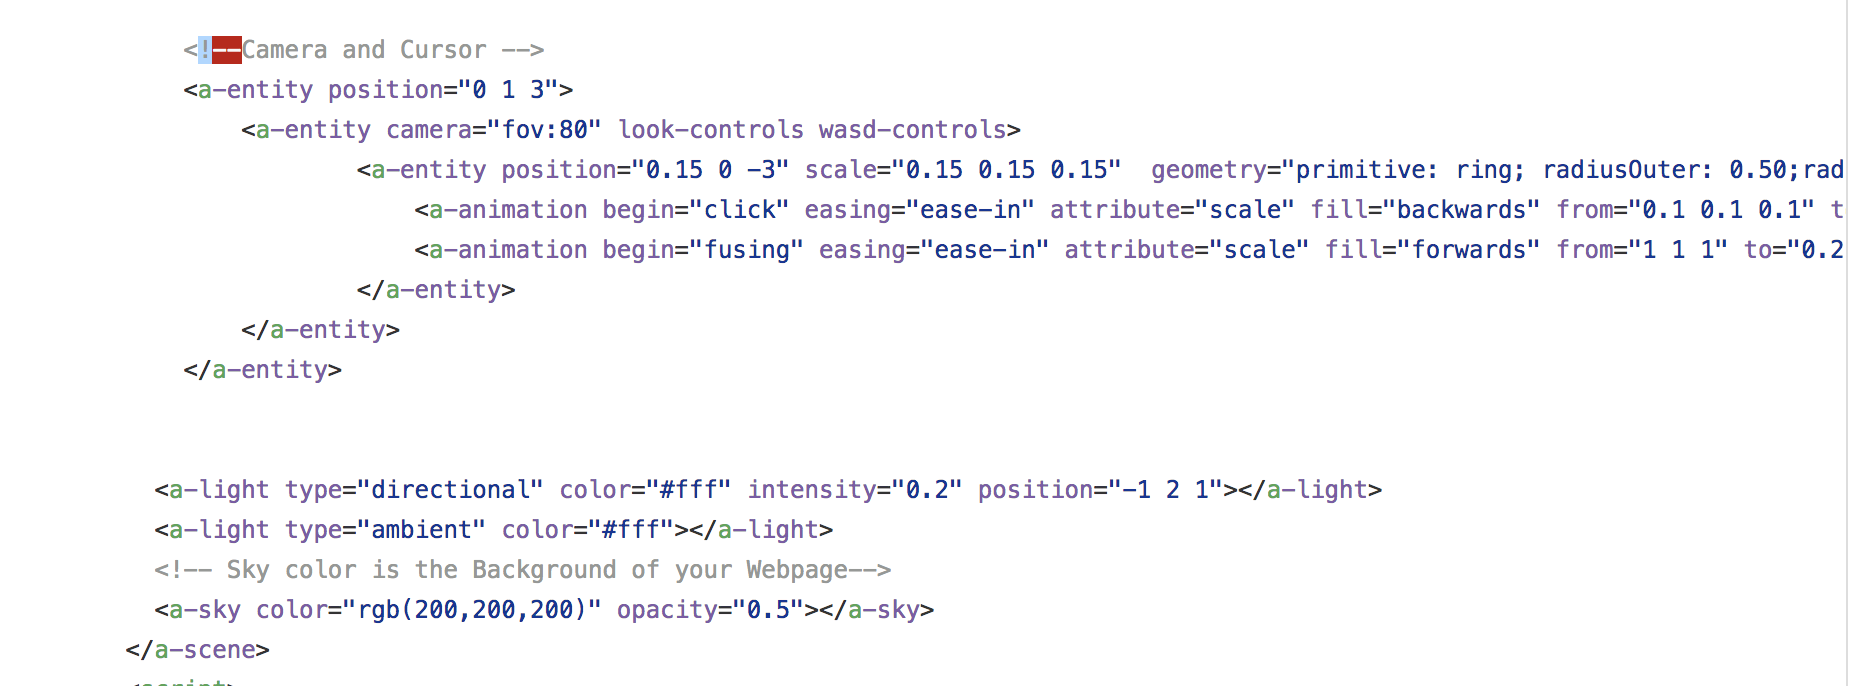 <!--Camera and Cursor -->
<a-entity position="0 1 3">
<a-entity camera="fov:80" look-controls wasd-controls>
<a-entity position="0.15 0 -3" scale="0.15 0.15 0.15"  geometry="primitive: ring; radiusOuter: 0.50;rad
<a-animation begin="click" easing="ease-in" attribute="scale" fill="backwards" from="0.1 0.1 0.1" t
<a-animation begin="fusing" easing="ease-in" attribute="scale" fill="forwards" from="1 1 1" to="0.2
</a-entity>
</a-entity>
</a-entity>
<a-light type="directional" color="#fff" intensity="0.2" position="-1 2 1"></a-light>
<a-light type="ambient" color="#fff"></a-light>
<!-- Sky color is the Background of your Webpage-->
<a-sky color="rgb(200,200,200)" opacity="0.5"></a-sky>
</a-scene>